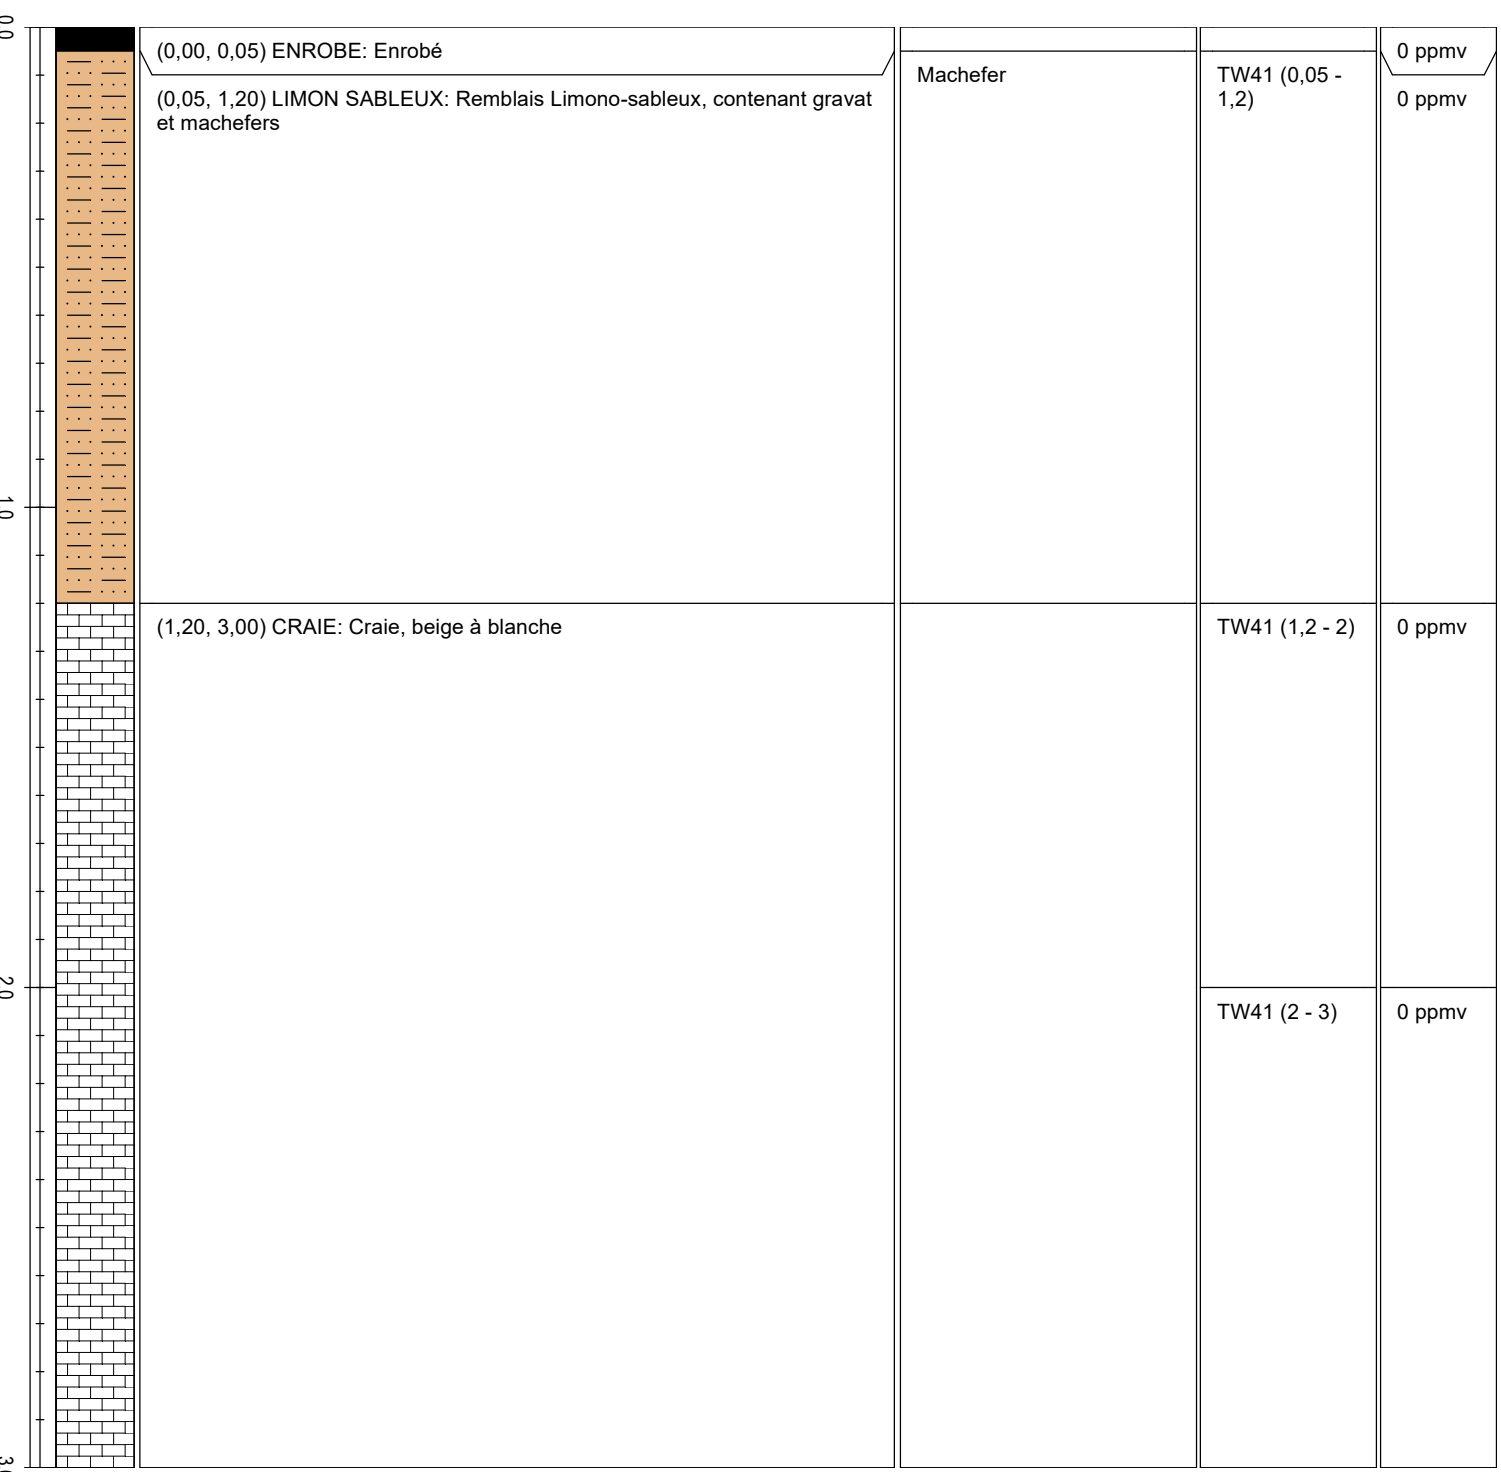 0.0
(0,00, 0,05) ENROBE: Enrobé
0 ppmv
Machefer
TW41 (0,05 -
1,2)
(0,05, 1,20) LIMON SABLEUX: Remblais Limono-sableux, contenant gravat
et machefers
0 ppmv
1.0
(1,20, 3,00) CRAIE: Craie, beige à blanche
TW41 (1,2 - 2)
0 ppmv
2.0
TW41 (2 - 3)
0 ppmv
3.0